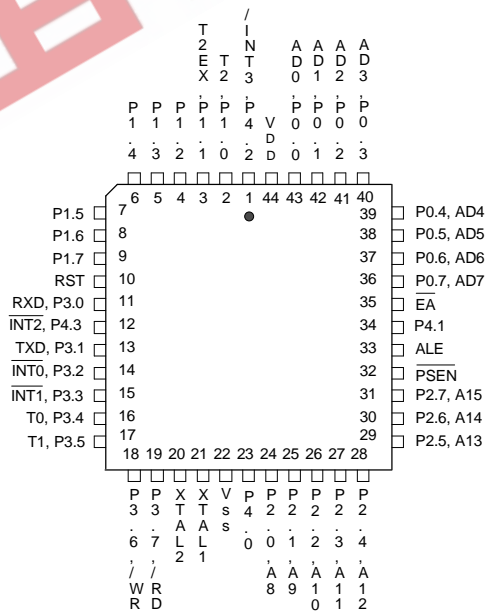 P1.4
P1.3
P1.2
T2EX,P1.1
T2,P1.0
/INT3,P4.2
VDD
AD0,P0.0
AD1,P0.1
AD2,P0.2
AD3,P0.3
6 5 4 3 2 1 44 43 42 41 40
P1.5 7
P1.6 8
P1.7 9
RST 10
RXD, P3.0 11
INT2, P4.3 12
TXD, P3.1 13
INT0, P3.2 14
INT1, P3.3 15
T0, P3.4 16
T1, P3.5 17
39 P0.4, AD4
38 P0.5, AD5
37 P0.6, AD6
36 P0.7, AD7
35 EA
34 P4.1
33 ALE
32 PSEN
31 P2.7, A15
30 P2.6, A14
29 P2.5, A13
18 19 20 21 22 23 24 25 26 27 28
P3.6,/WR
P3.7,/RD
XTAL2
XTAL1
Vss
P4.0
P2.0,A8
P2.1,A9
P2.2,A10
P2.3,A11
P2.4,A12